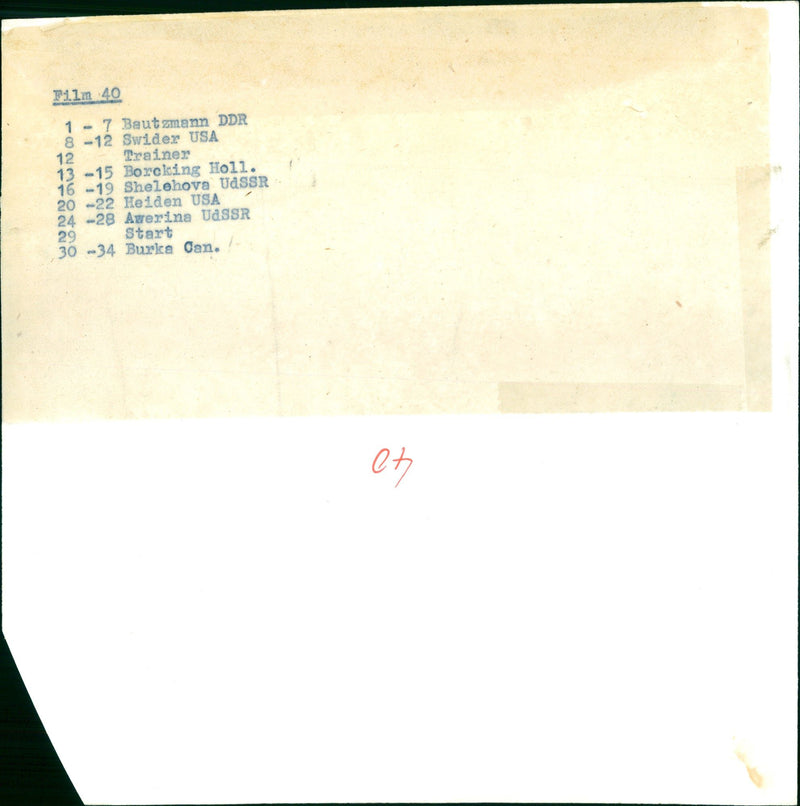 Film 40
1 - 7 Bautzmann DDR
8 -12 Swider USA
12 Trainer
13 -15 Borcking Holl.
16 -19 Shelehova UdSSR
20 -22 Heiden USA
24 -28 Awerina UdSSR
29 Start
30 -34 Burka Can.
40